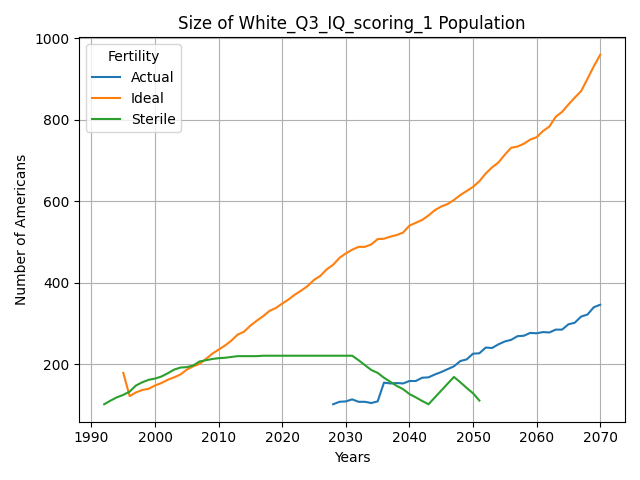 Size of White_Q3_IQ_scoring_1 Population
Fertility
Actual
Ideal
Sterile
Number of Americans
1000
800
600
400
200
1990 2000 2010 2020 2030 2040 2050 2060 2070
Years